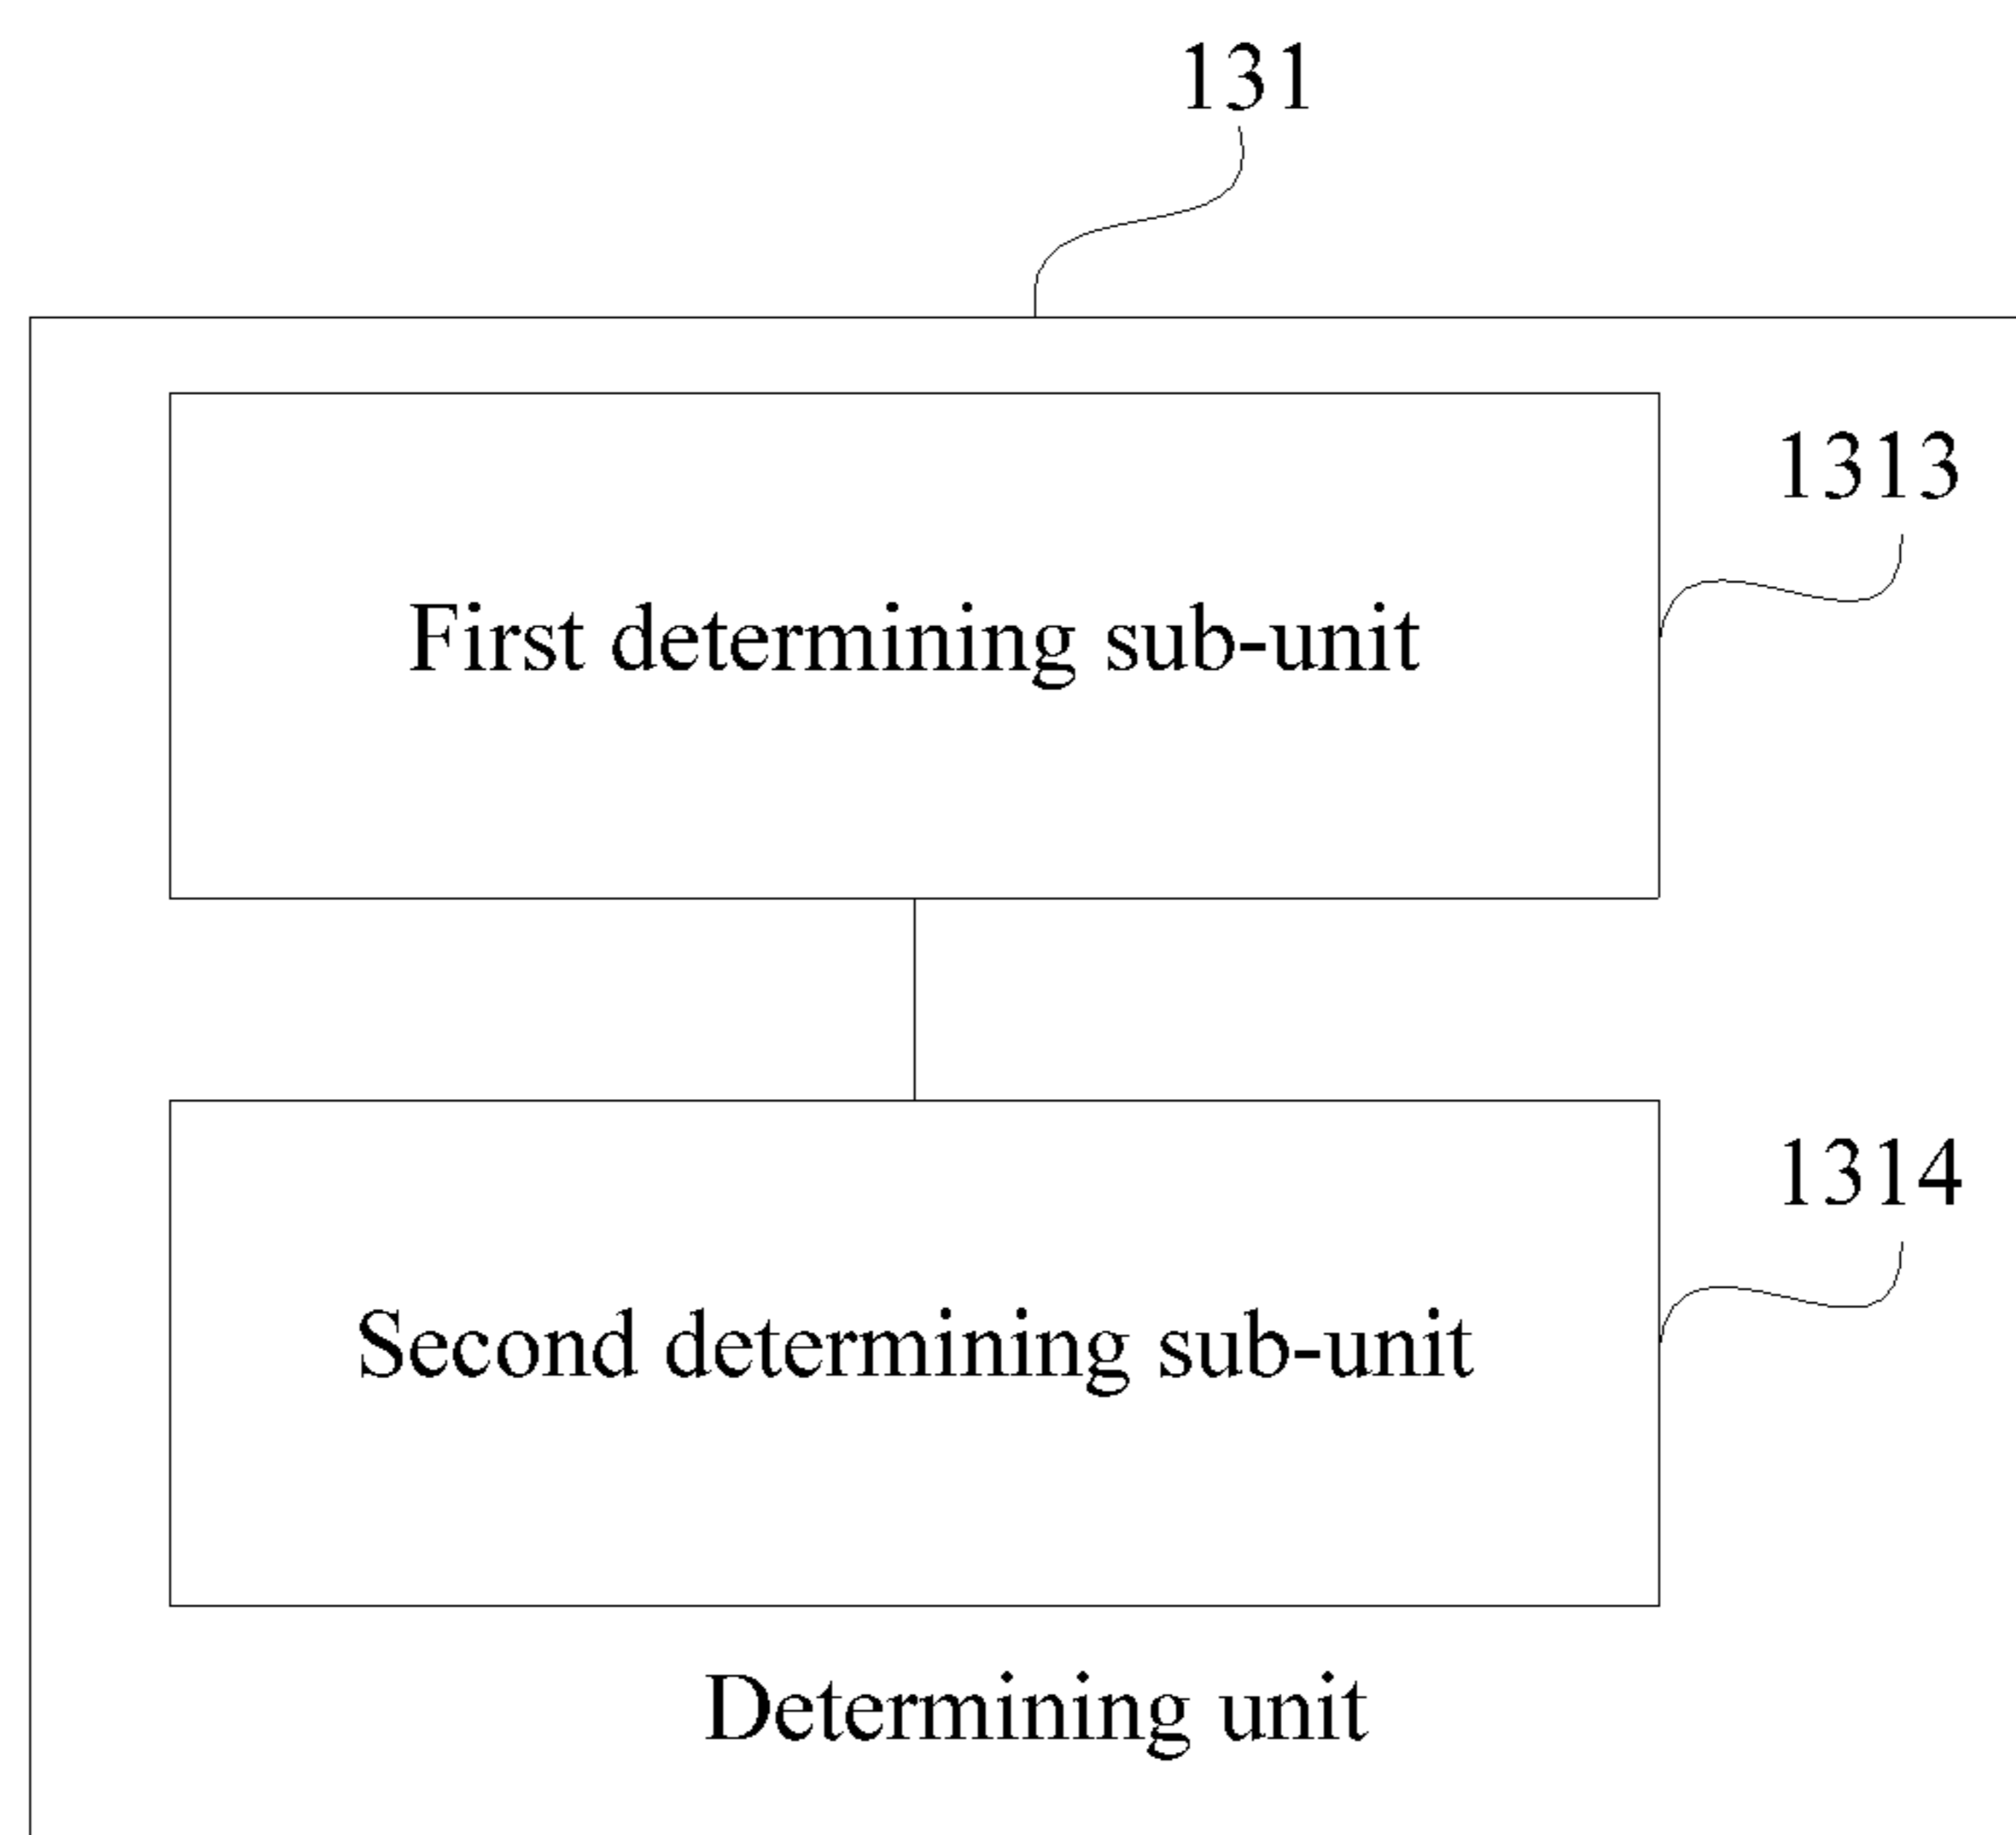 131
1313
First determining sub-unit
1314
Second determining sub-unit
Determining unit